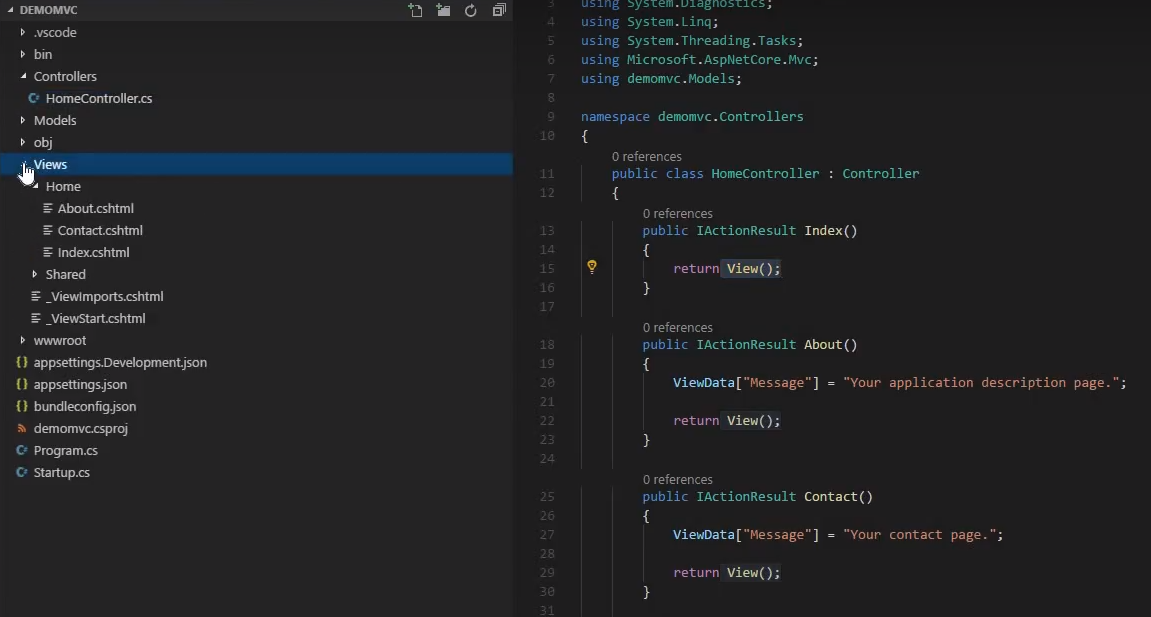 DEMOMVC
.vscode
bin
Controllers
HomeController.cs
Models
obj
Views
Home
About.cshtml
Contact.cshtml
Index.cshtml
Shared
_ViewImports.cshtml
_ViewStart.cshtml
wwwroot
appsettings.Development.json
appsettings.json
bundleconfig.json
demomvc.csproj
Program.cs
Startup.cs
3 using System.Diagnostics;
4 using System.Linq;
5 using System.Threading.Tasks;
6 using Microsoft.AspNetCore.Mvc;
7 using demomvc.Models;
8
9 namespace demomvc.Controllers
10 {
0 references
11 public class HomeController : Controller
12 {
0 references
13 public IActionResult Index()
14 {
15 return View();
16 }
17
0 references
18 public IActionResult About()
19 {
20 ViewData["Message"] = "Your application description page.";
21
22 return View();
23 }
24
0 references
25 public IActionResult Contact()
26 {
27 ViewData["Message"] = "Your contact page.";
28
29 return View();
30 }
31